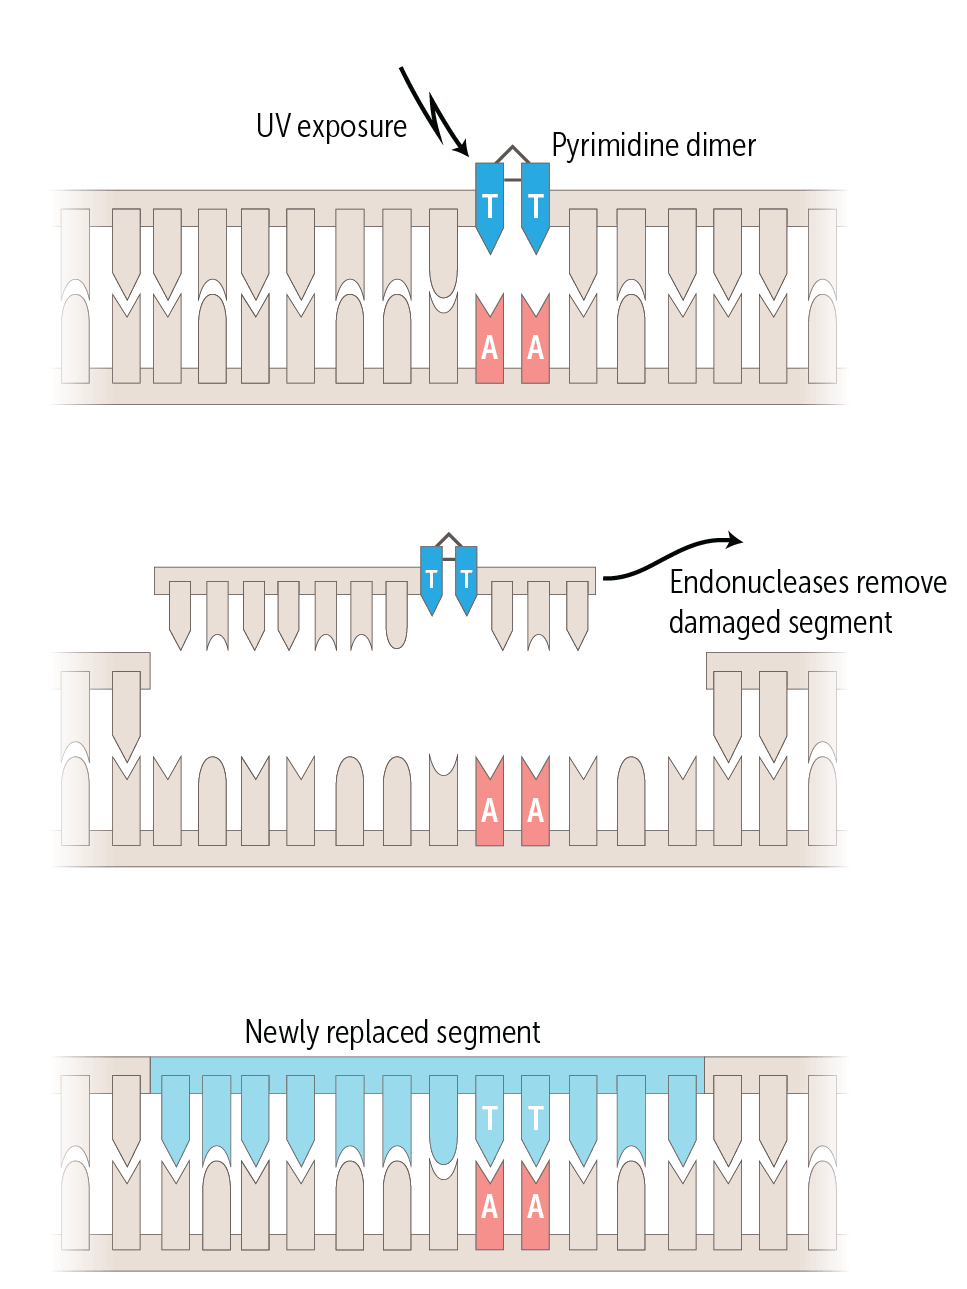 UV exposure
Pyrimidine dimer
T T
A A
T T
Endonucleases remove
damaged segment
A A
Newly replaced segment
T T
A A